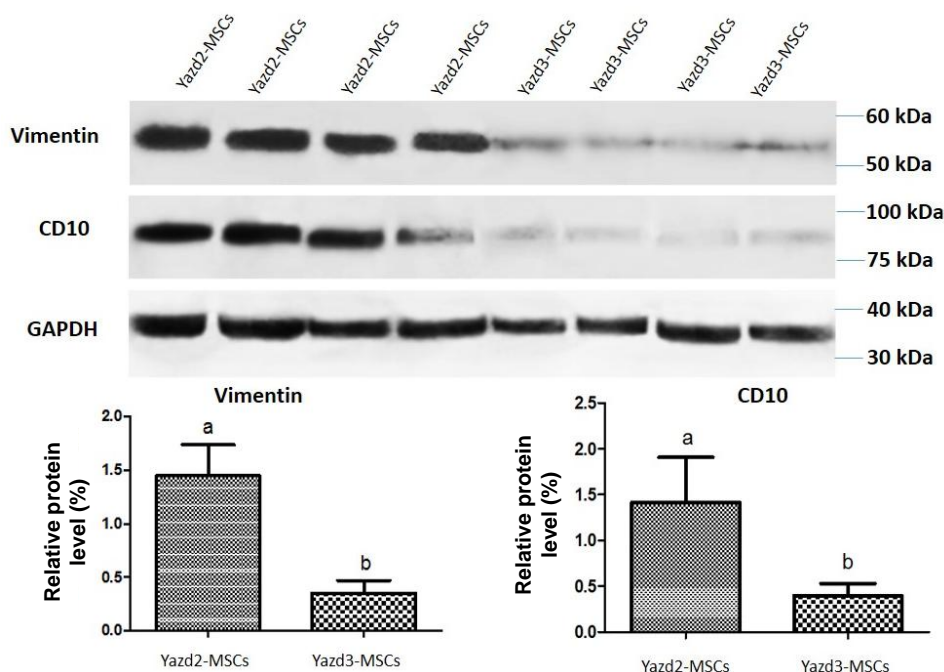 Yazd2-MSCs Yazd2-MSCs Yazd2-MSCs Yazd2-MSCs Yazd3-MSCs Yazd3-MSCs Yazd3-MSCs Yazd3-MSCs
Vimentin
60 kDa
50 kDa
CD10
100 kDa
75 kDa
GAPDH
40 kDa
30 kDa
Vimentin
Relative protein
level (%)
2.0
1.5
1.0
0.5
0.0
a
b
Yazd2-MSCs Yazd3-MSCs
CD10
Relative protein
level (%)
2.5
2.0
1.5
1.0
0.5
0.0
a
b
Yazd2-MSCs Yazd3-MSCs